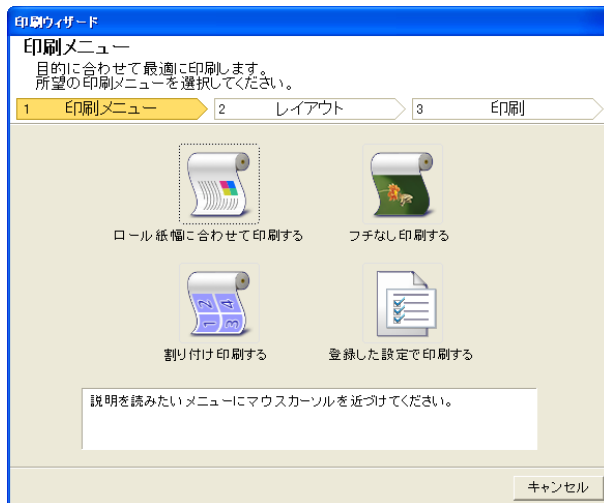 印刷ウィザード
印刷メニュー
目的に合わせて最適に印刷します。
所望の印刷メニューを選択してください。
1 印刷メニュー 2 レイアウト 3 印刷
ロール紙幅に合わせて印刷する フチなし印刷する
1 2 3 4
割り付け印刷する 登録した設定で印刷する
説明を読みたいメニューにマウスカーソルを近づけてください。
キャンセル